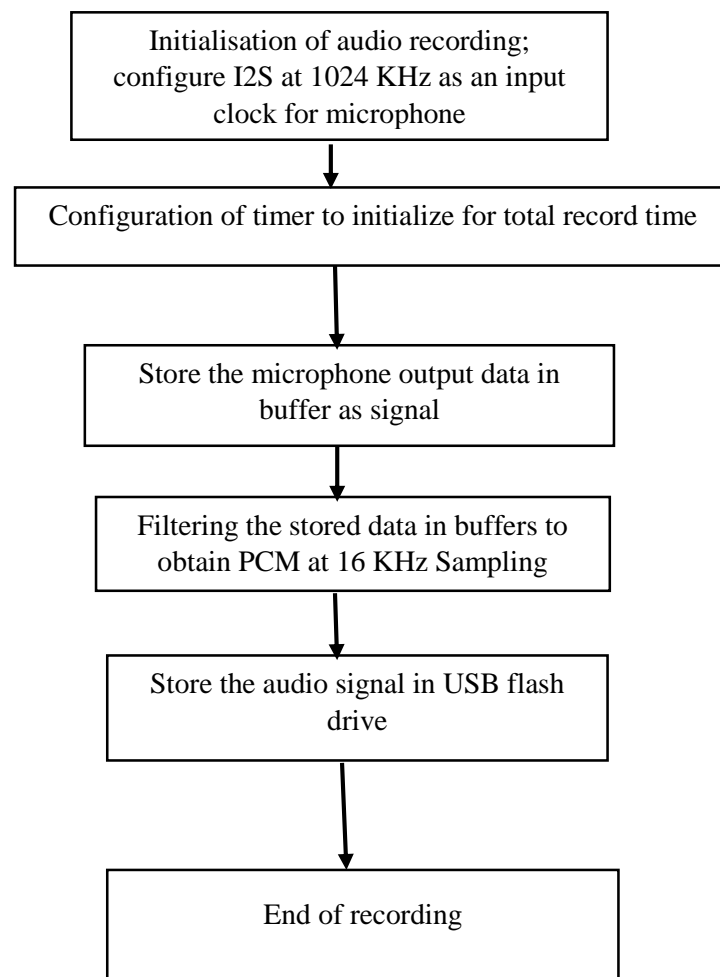 Initialisation of audio recording;
configure I2S at 1024 KHz as an input
clock for microphone
Configuration of timer to initialize for total record time
Store the microphone output data in
buffer as signal
Filtering the stored data in buffers to
obtain PCM at 16 KHz Sampling
Store the audio signal in USB flash
drive
End of recording